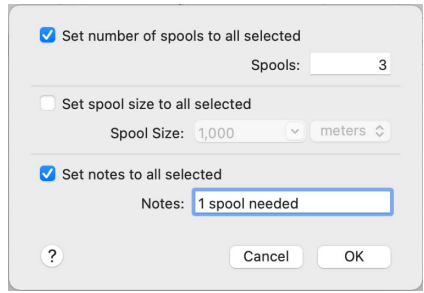 Set number of spools to all selected
Spools: 3
Set spool size to all selected
Spool Size: 1,000 meters
Set notes to all selected
Notes: 1 spool needed
? Cancel OK